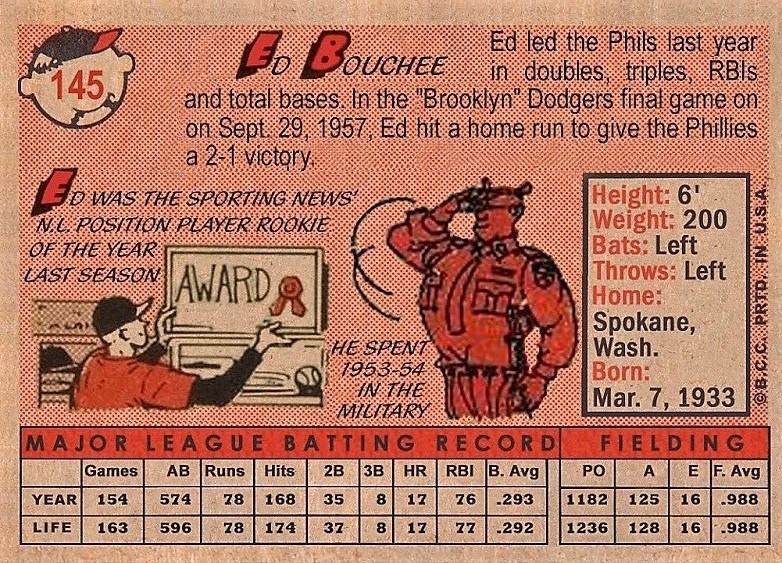 145
ED BOUCHEE
Ed led the Phils last year
in doubles, triples, RBIs
and total bases. In the "Brooklyn" Dodgers final game on
on Sept. 29, 1957, Ed hit a home run to give the Phillies
a 2-1 victory.
ED WAS THE SPORTING NEWS'
N.L. POSITION PLAYER ROOKIE
OF THE YEAR
LAST SEASON
AWARD
HE SPENT
1953-54
IN THE
MILITARY
Height: 6'
Weight: 200
Bats: Left
Throws: Left
Home:
Spokane,
Wash.
Born:
Mar. 7, 1933
©B.C.C. PRTD. IN U.S.A.
MAJOR LEAGUE BATTING RECORD FIELDING
Games AB Runs Hits 2B 3B HR RBI B. Avg PO A E F. Avg
YEAR 154 574 78 168 35 8 17 76 .293 1182 125 16 .988
LIFE 163 596 78 174 37 8 17 77 .292 1236 128 16 .988